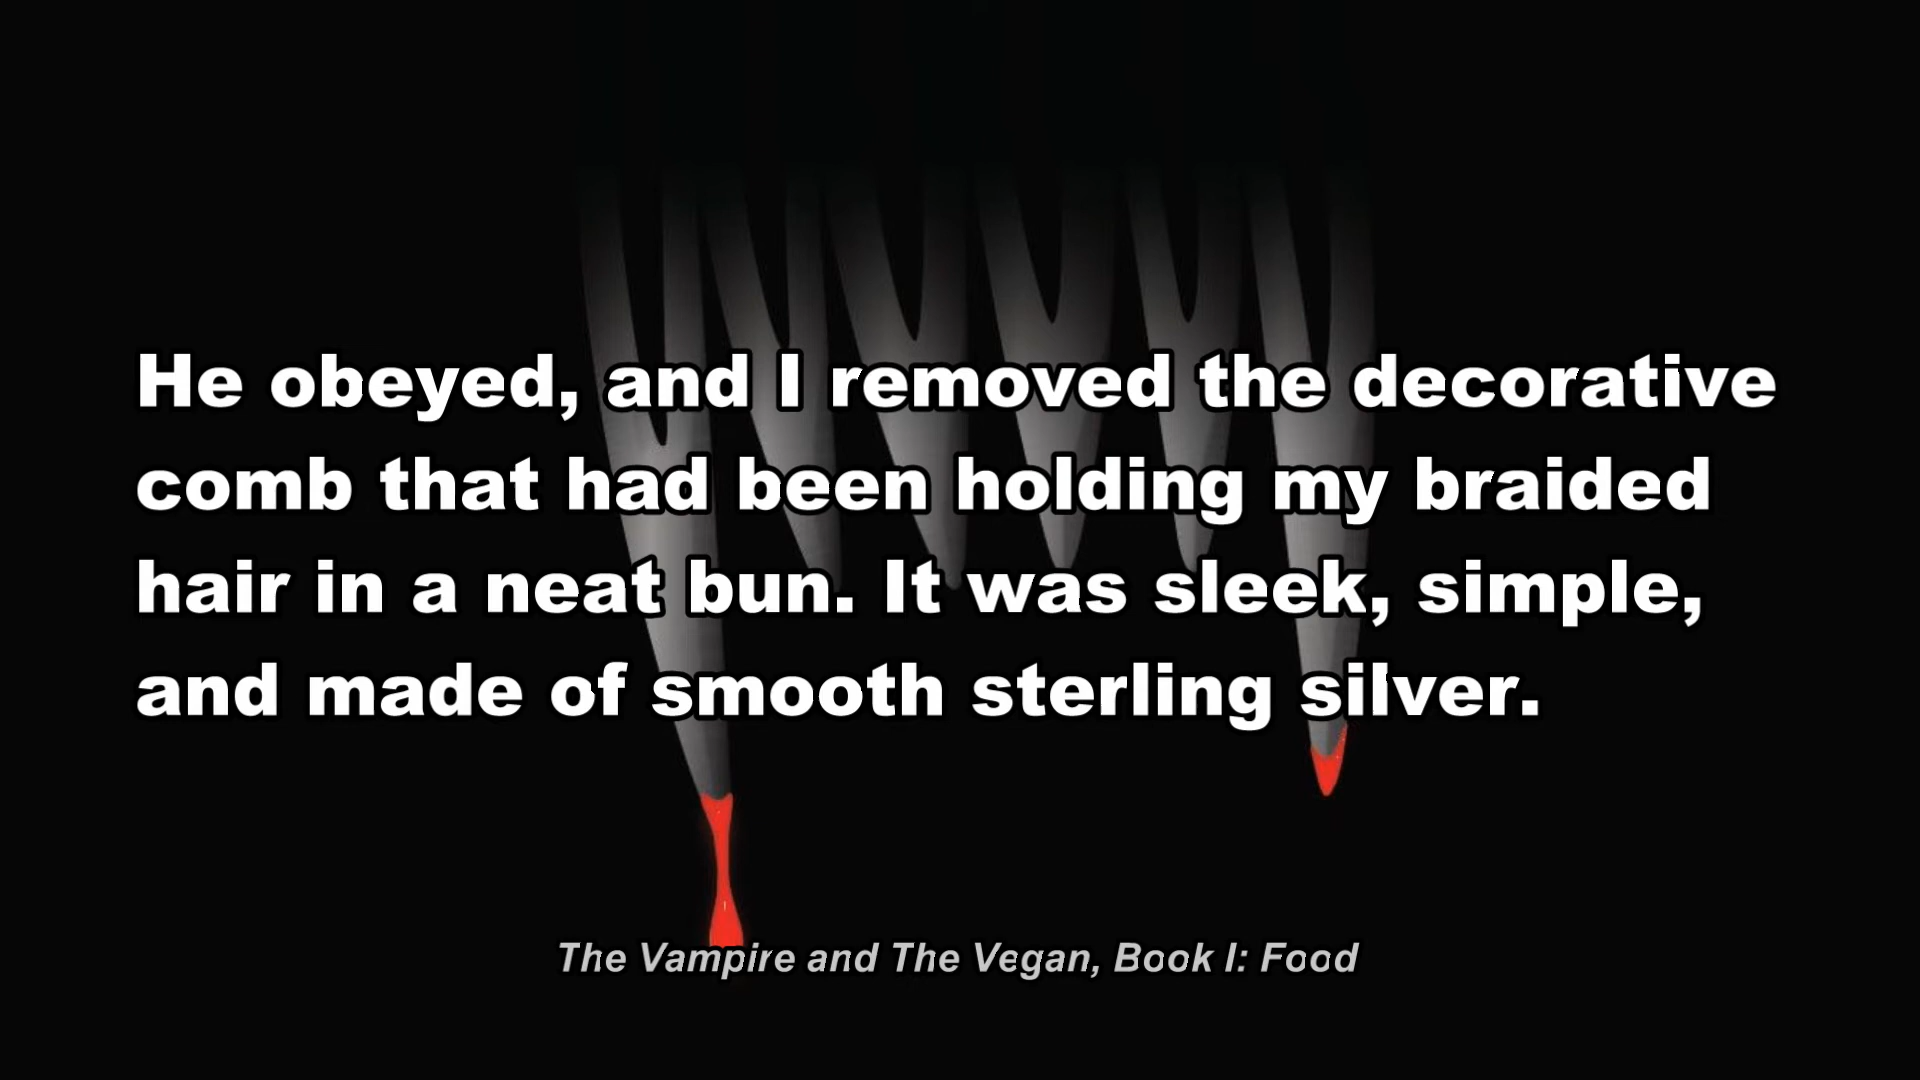 He obeyed, and I removed the decorative
comb that had been holding my braided
hair in a neat bun. It was sleek, simple,
and made of smooth sterling silver.
The Vampire and The Vegan, Book I: Food